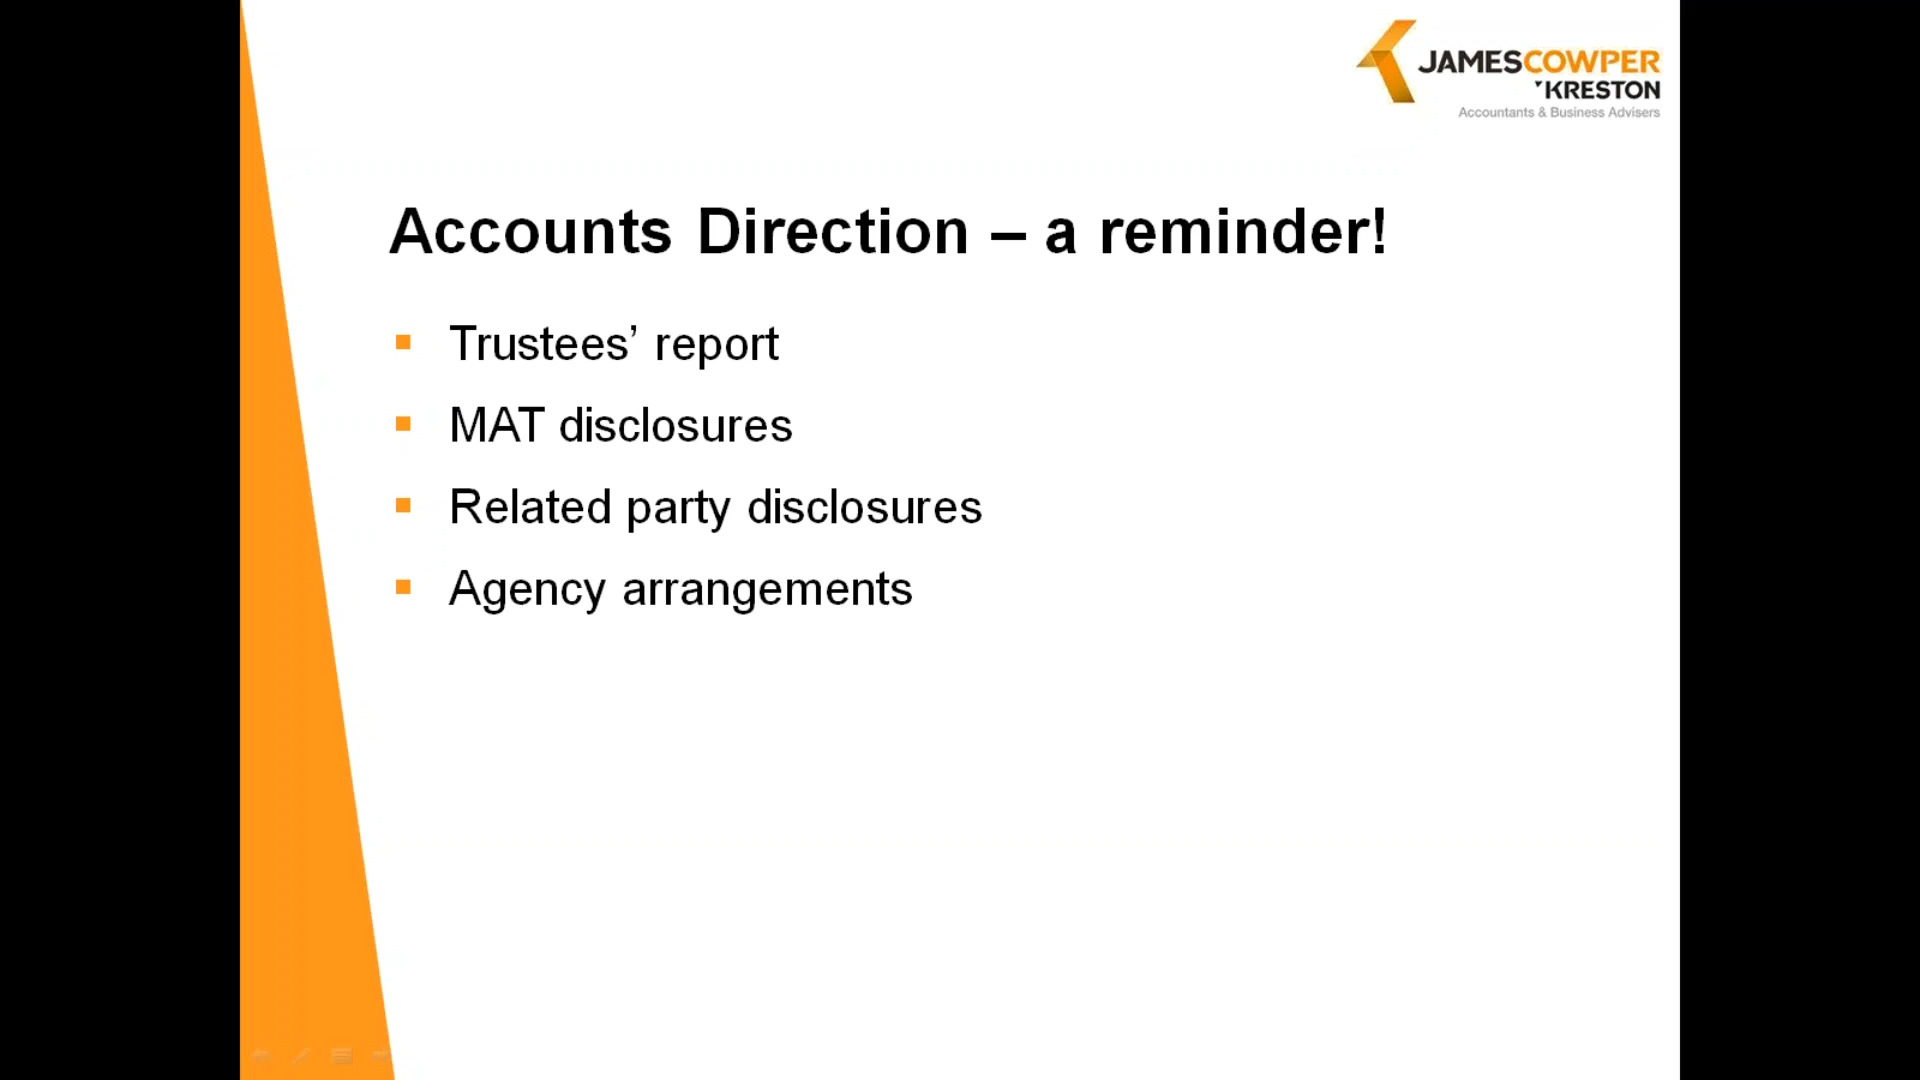 JAMESCOWPER
KRESTON
Accountants & Business Advisers
Accounts Direction – a reminder!
Trustees’ report
MAT disclosures
Related party disclosures
Agency arrangements